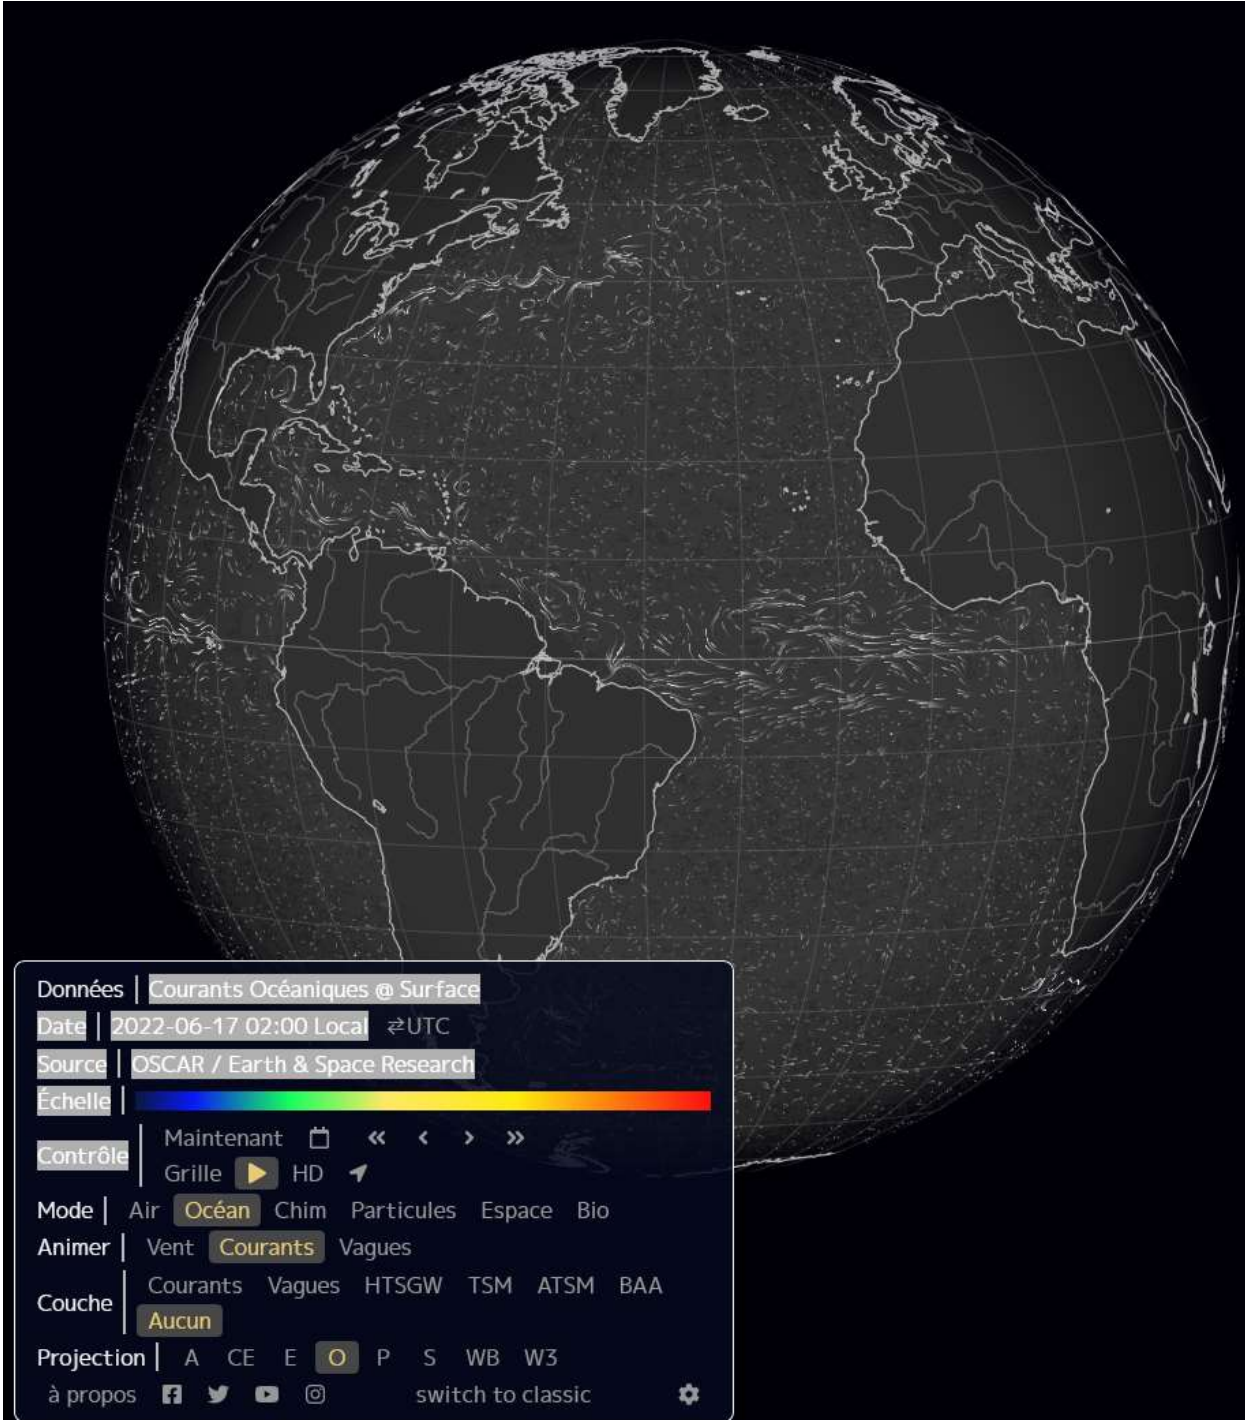 Données | Courants Océaniques @ Surface
Date | 2022-06-17 02:00 Local ⇄UTC
Source | OSCAR / Earth & Space Research
Échelle |
Contrôle | Maintenant « ‹ › »
Grille HD
Mode | Air Océan Chim Particules Espace Bio
Animer | Vent Courants Vagues
Couche | Courants Vagues HTSGW TSM ATSM BAA
Aucun
Projection | A CE E O P S WB W3
à propos switch to classic